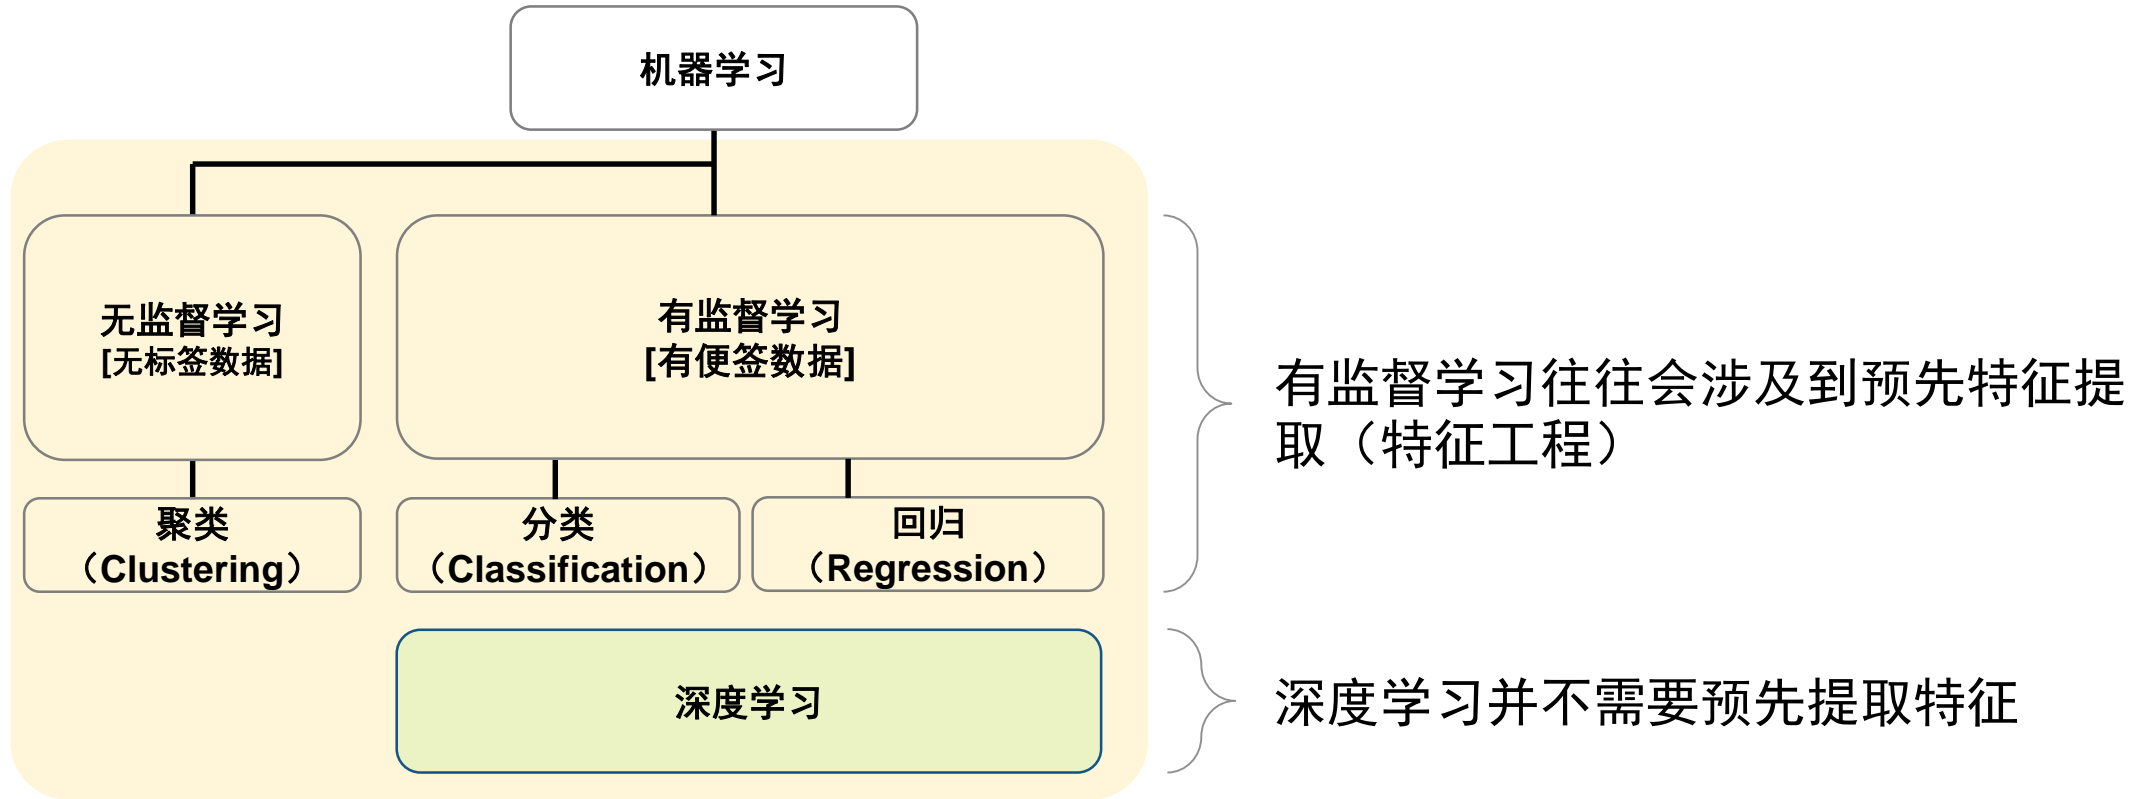 机器学习
无监督学习
[无标签数据]
有监督学习
[有便签数据]
聚类
（Clustering）
分类
（Classification）
回归
（Regression）
深度学习
有监督学习往往会涉及到预先特征提
取（特征工程）
深度学习并不需要预先提取特征